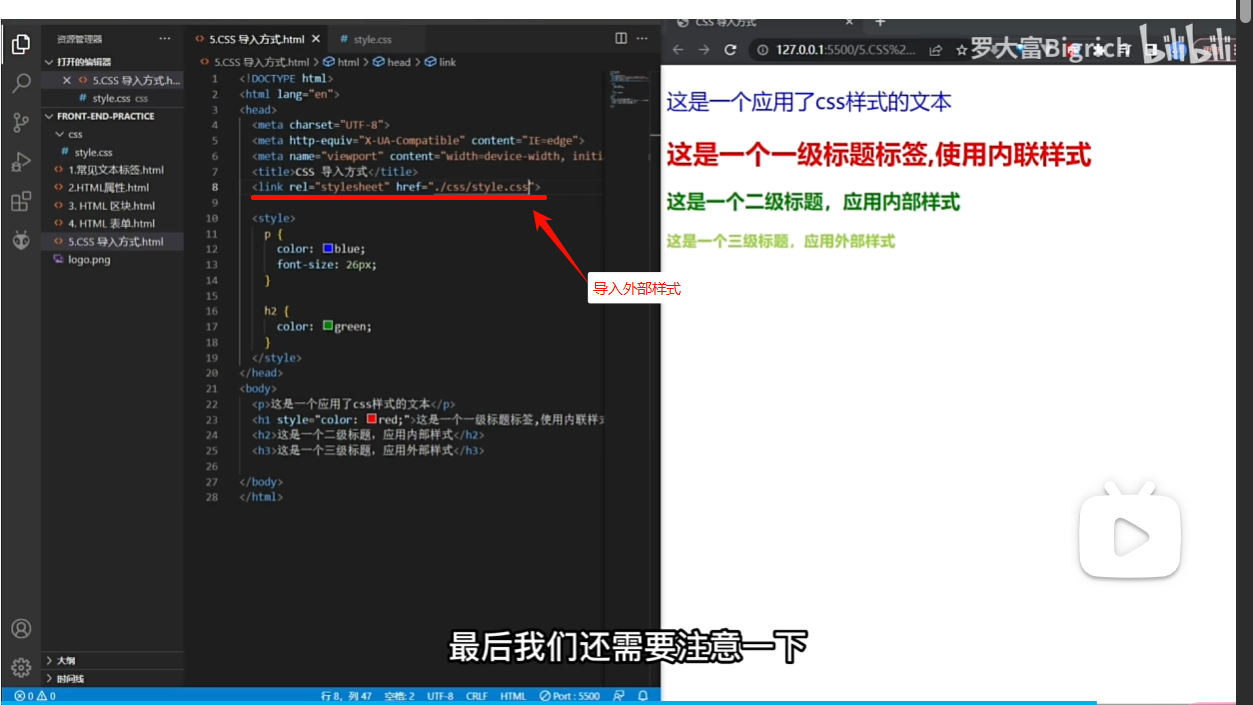 资源管理器 ···
打开的编辑器
5.CSS 导入方式.h...
style.css css
FRONT-END-PRACTICE
css
style.css
1.常见文本标签.html
2.HTML属性.html
3. HTML 区块.html
4. HTML 表单.html
5.CSS 导入方式.html
logo.png
大纲
时间线
5.CSS 导入方式.html
style.css
5.CSS 导入方式.html > html > head > link
1 <!DOCTYPE html>
2 <html lang="en">
3 <head>
4 <meta charset="UTF-8">
5 <meta http-equiv="X-UA-Compatible" content="IE=edge">
6 <meta name="viewport" content="width=device-width, initi
7 <title>CSS 导入方式</title>
8 <link rel="stylesheet" href="./css/style.css">
9
10 <style>
11 p {
12 color: blue;
13 font-size: 26px;
14 }
15
16 h2 {
17 color: green;
18 }
19 </style>
20 </head>
21 <body>
22 <p>这是一个应用了css样式的文本</p>
23 <h1 style="color: red;">这是一个一级标题标签,使用内联样式
24 <h2>这是一个二级标题，应用内部样式</h2>
25 <h3>这是一个三级标题，应用外部样式</h3>
26
27 </body>
28 </html>
导入外部样式
CSS 导入方式
127.0.0.1:5500/5.CSS%2...
罗大富Bigrich bilibili
这是一个应用了css样式的文本
这是一个一级标题标签,使用内联样式
这是一个二级标题，应用内部样式
这是一个三级标题，应用外部样式
最后我们还需要注意一下
0 0 行 8，列 47 空格: 2 UTF-8 CRLF HTML Port : 5500